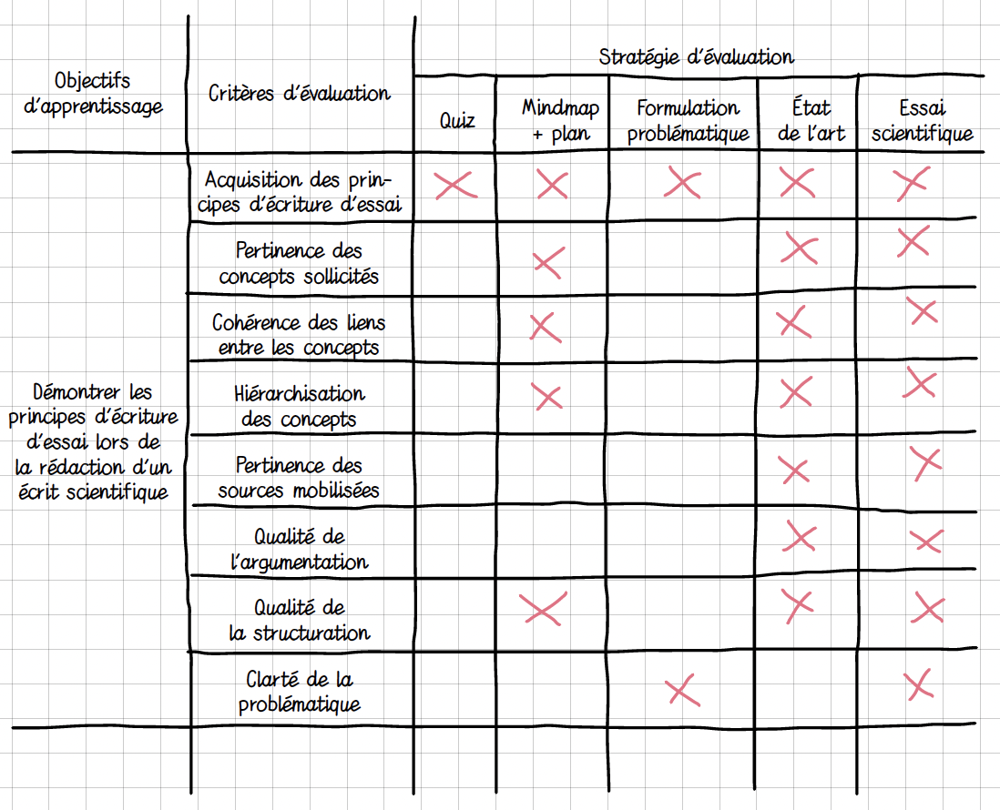 Stratégie d'évaluation
Objectifs
d'apprentissage
Critères d'évaluation
Quiz
Mindmap
+ plan
Formulation
problématique
État
de l'art
Essai
scientifique
Démontrer les
principes d'écriture
d'essai lors de
la rédaction d'un
écrit scientifique
Acquisition des prin-
cipes d'écriture d'essai
Pertinence des
concepts sollicités
Cohérence des liens
entre les concepts
Hiérarchisation
des concepts
Pertinence des
sources mobilisées
Qualité de
l'argumentation
Qualité de
la structuration
Clarté de la
problématique